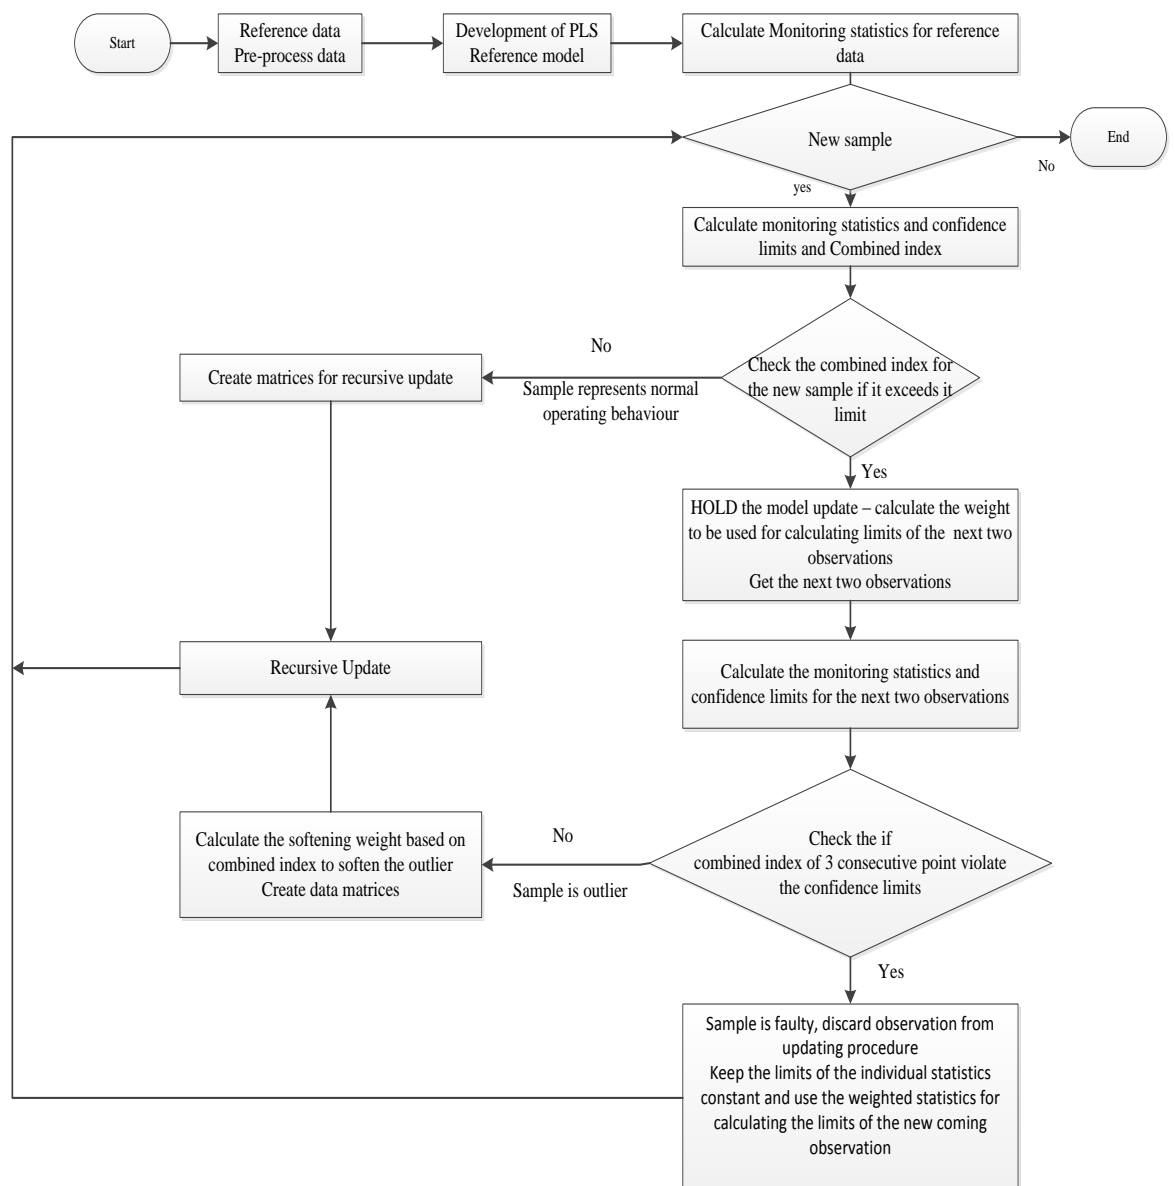 Start
Reference data
Pre-process data
Development of PLS
Reference model
Calculate Monitoring statistics for reference
data
New sample
End
No
yes
Calculate monitoring statistics and confidence
limits and Combined index
Check the combined index for
the new sample if it exceeds it
limit
No
Sample represents normal
operating behaviour
Create matrices for recursive update
Yes
HOLD the model update – calculate the weight
to be used for calculating limits of the next two
observations
Get the next two observations
Recursive Update
Calculate the monitoring statistics and
confidence limits for the next two observations
Check the if
combined index of 3 consecutive point violate
the confidence limits
No
Sample is outlier
Calculate the softening weight based on
combined index to soften the outlier
Create data matrices
Yes
Sample is faulty, discard observation from
updating procedure
Keep the limits of the individual statistics
constant and use the weighted statistics for
calculating the limits of the new coming
observation